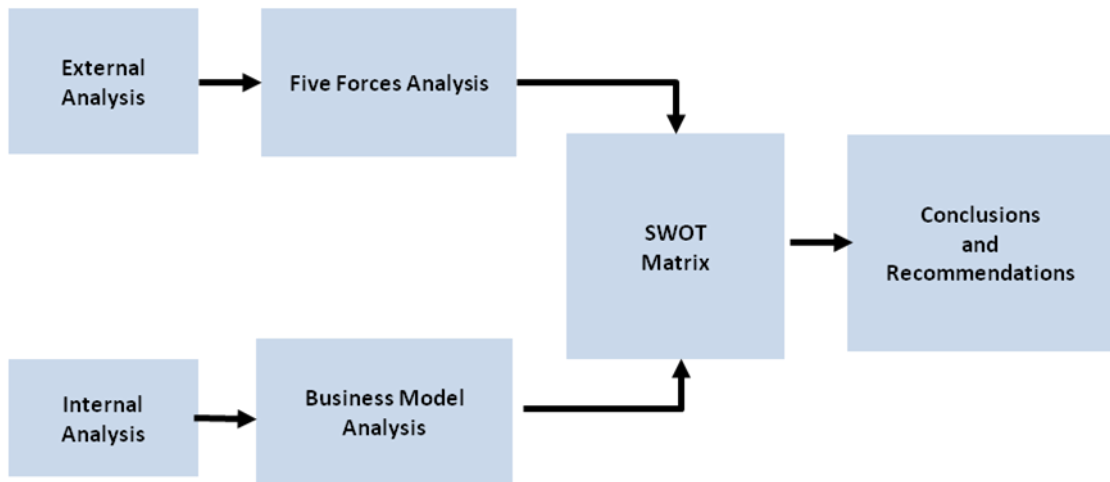 External
Analysis
Five Forces Analysis
SWOT
Matrix
Conclusions
and
Recommendations
Internal
Analysis
Business Model
Analysis